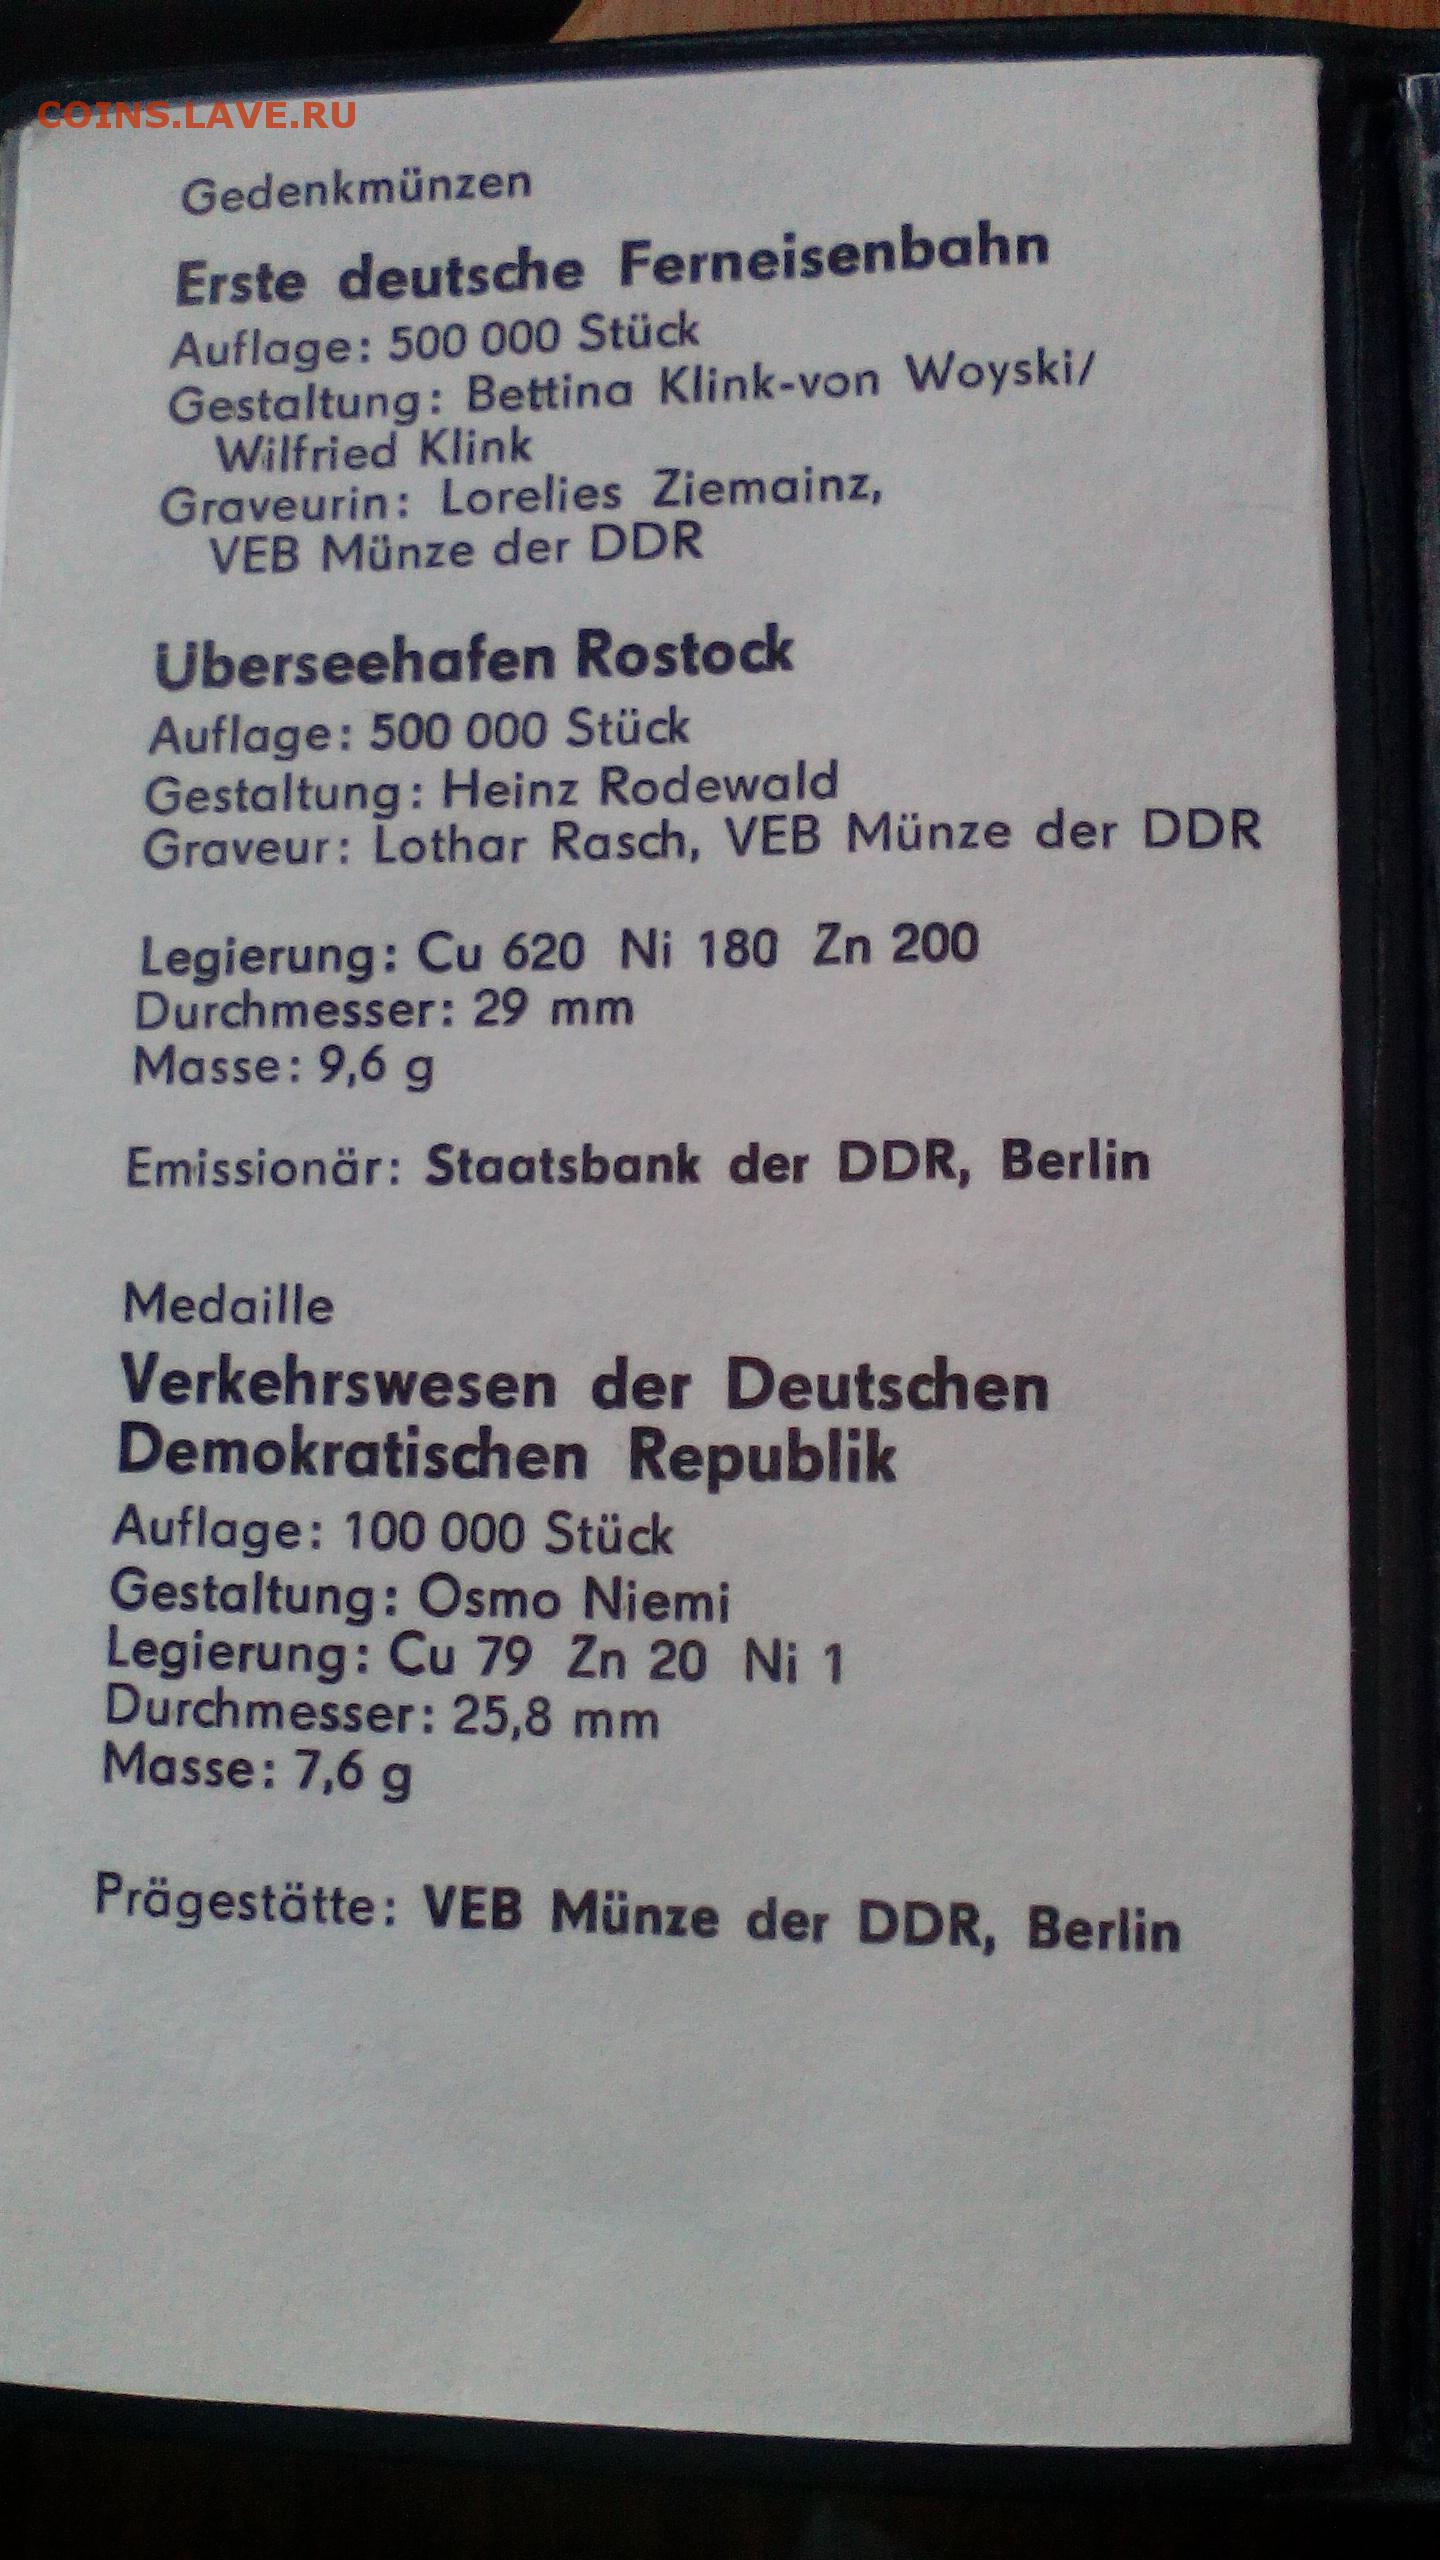 COINS.LAVE.RU
Gedenkmünzen
Erste deutsche Ferneisenbahn
Auflage: 500 000 Stück
Gestaltung: Bettina Klink-von Woyski/
Wilfried Klink
Graveurin: Lorelies Ziemainz,
VEB Münze der DDR
Überseehafen Rostock
Auflage: 500 000 Stück
Gestaltung: Heinz Rodewald
Graveur: Lothar Rasch, VEB Münze der DDR
Legierung: Cu 620 Ni 180 Zn 200
Durchmesser: 29 mm
Masse: 9,6 g
Emissionär: Staatsbank der DDR, Berlin
Medaille
Verkehrswesen der Deutschen
Demokratischen Republik
Auflage: 100 000 Stück
Gestaltung: Osmo Niemi
Legierung: Cu 79 Zn 20 Ni 1
Durchmesser: 25,8 mm
Masse: 7,6 g
Prägestätte: VEB Münze der DDR, Berlin